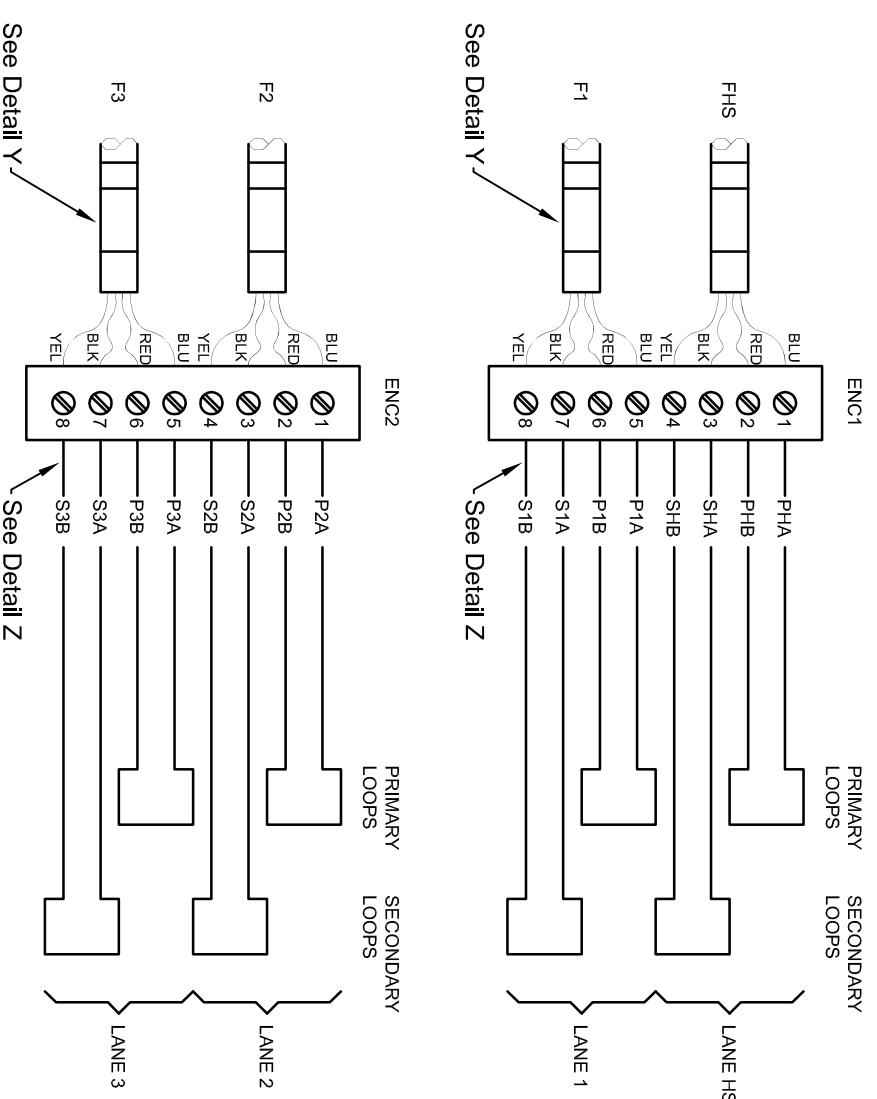 ENC1
PRIMARY
LOOPS
SECONDARY
LOOPS
FHS
BLU
RED
BLK
YEL
1
2
3
4
PHA
PHB
SHA
SHB
LANE HS
F1
BLU
RED
BLK
YEL
5
6
7
8
P1A
P1B
S1A
S1B
LANE 1
See Detail Y
See Detail Z
ENC2
PRIMARY
LOOPS
SECONDARY
LOOPS
F2
BLU
RED
BLK
YEL
1
2
3
4
P2A
P2B
S2A
S2B
LANE 2
F3
BLU
RED
BLK
YEL
5
6
7
8
P3A
P3B
S3A
S3B
LANE 3
See Detail Y
See Detail Z